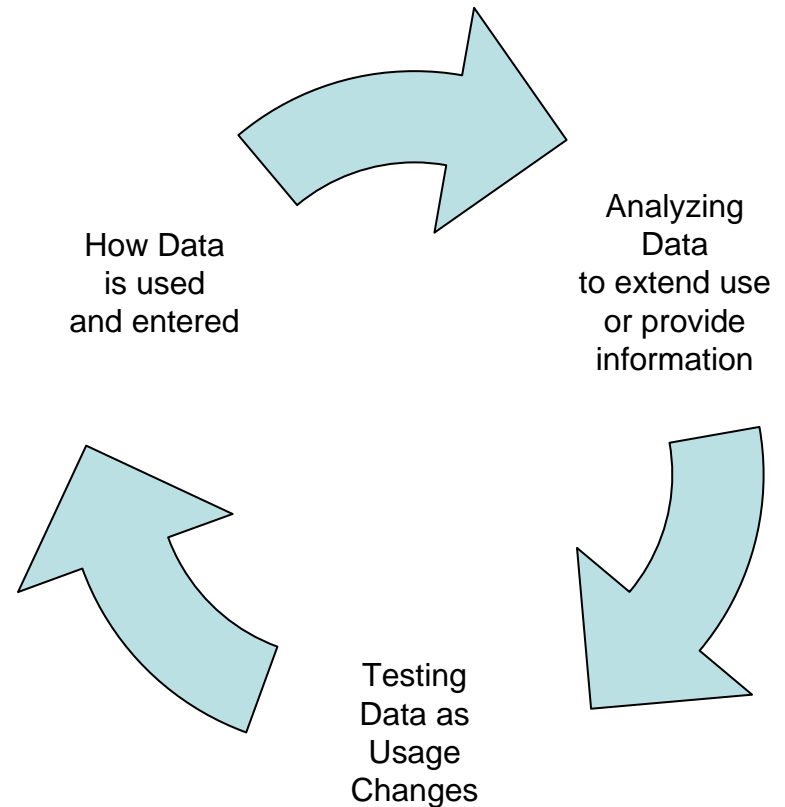 How Data
is used
and entered
Analyzing
Data
to extend use
or provide
information
Testing
Data as
Usage
Changes